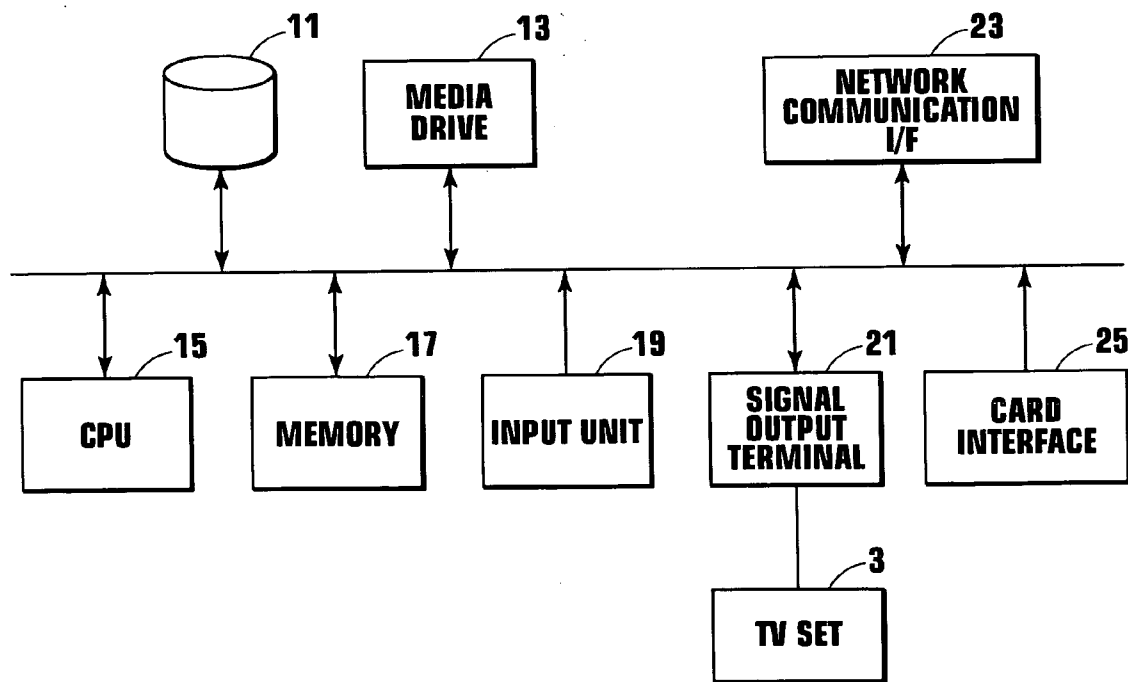 11
13
23
MEDIA
DRIVE
NETWORK
COMMUNICATION
I/F
15
17
19
21
25
CPU
MEMORY
INPUT UNIT
SIGNAL
OUTPUT
TERMINAL
CARD
INTERFACE
3
TV SET